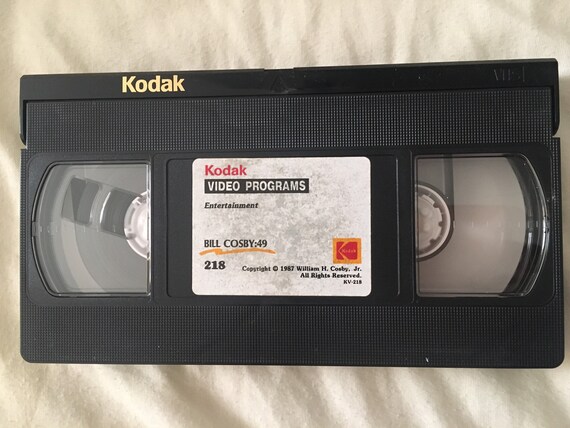 VHS
Kodak
Kodak
VIDEO PROGRAMS
Entertainment
BILL COSBY:49
218
KODAK
Copyright © 1987 William H. Cosby, Jr.
All Rights Reserved.
KV-218